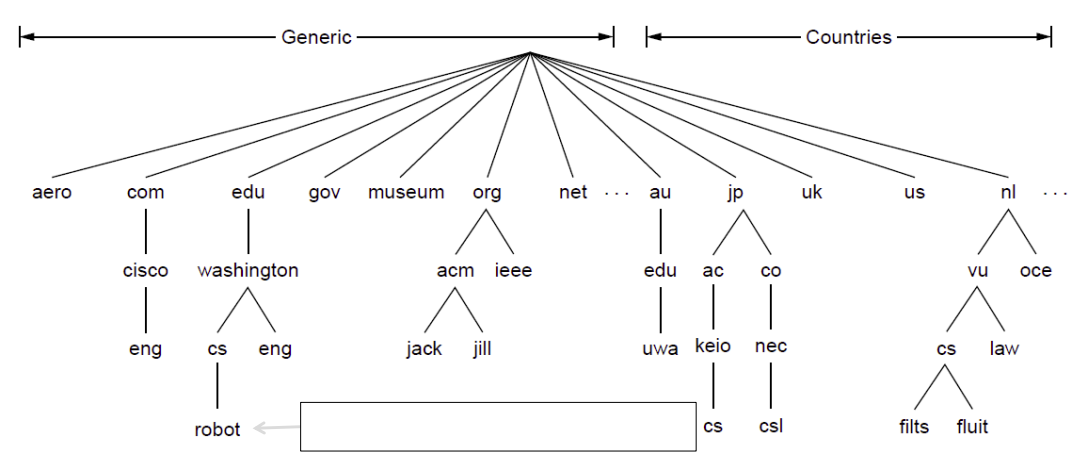 Generic Countries
aero com edu gov museum org net ... au jp uk us nl ...
cisco washington acm ieee edu ac co vu oce
eng cs eng jack jill uwa keio nec cs law
robot cs csl filts fluit